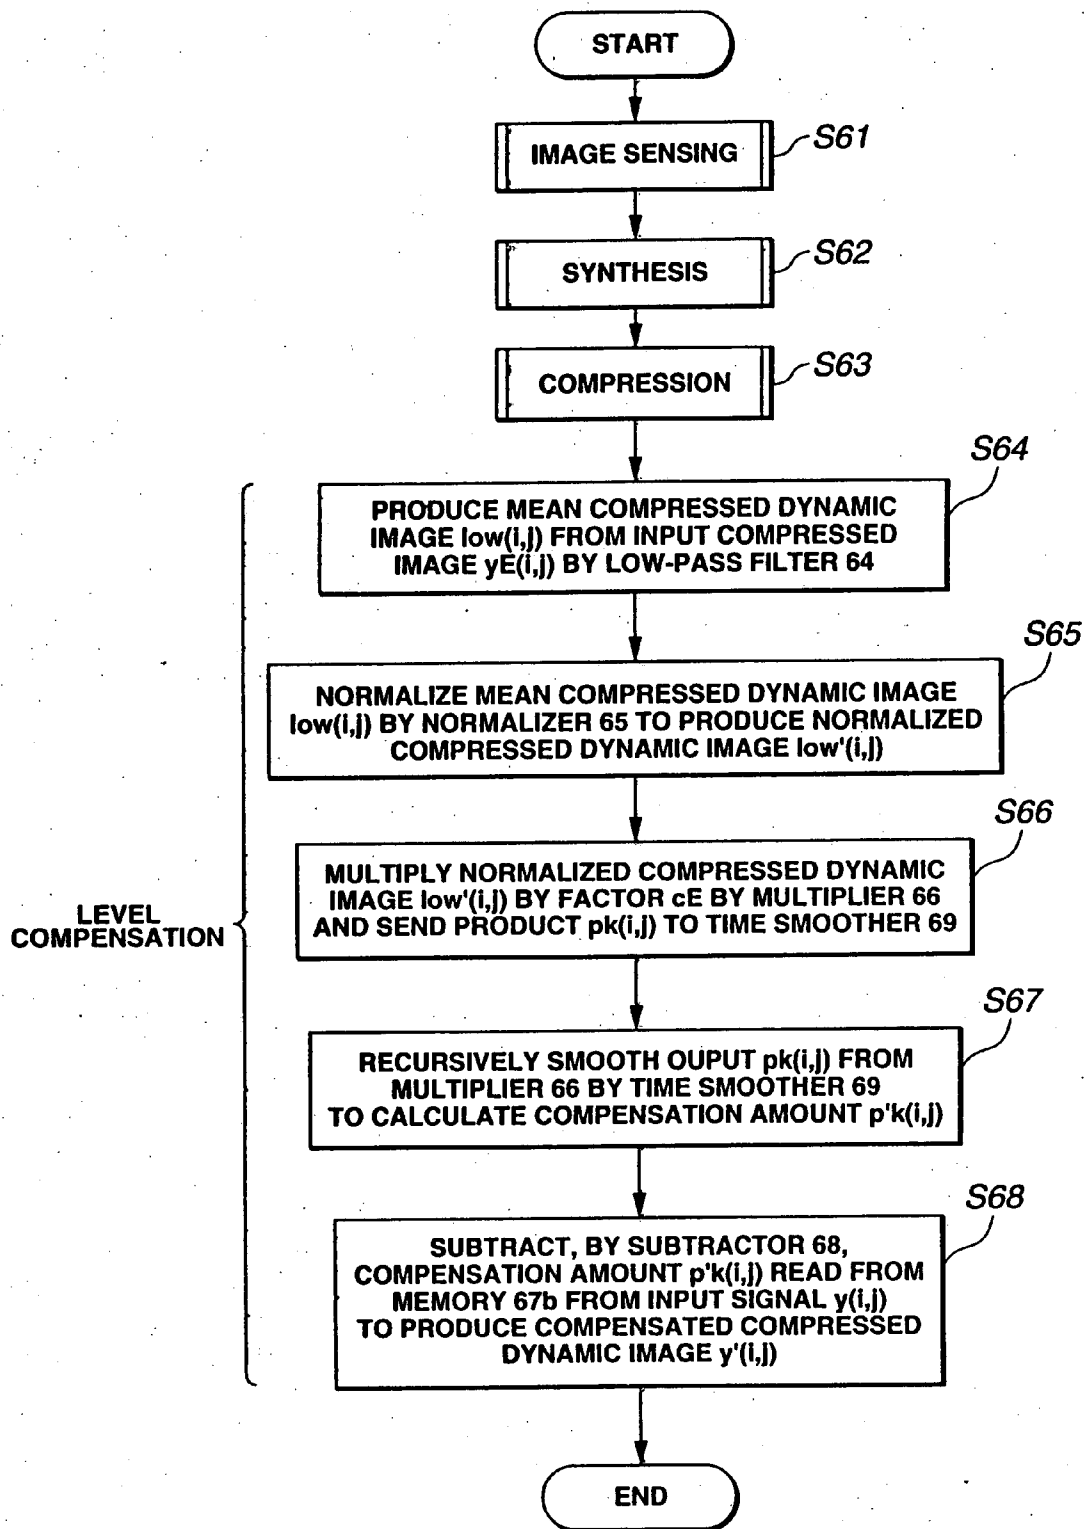 START
IMAGE SENSING
S61
SYNTHESIS
S62
COMPRESSION
S63
S64
PRODUCE MEAN COMPRESSED DYNAMIC
IMAGE low(i,j) FROM INPUT COMPRESSED
IMAGE yE(i,j) BY LOW-PASS FILTER 64
S65
NORMALIZE MEAN COMPRESSED DYNAMIC IMAGE
low(i,j) BY NORMALIZER 65 TO PRODUCE NORMALIZED
COMPRESSED DYNAMIC IMAGE low'(i,j)
S66
MULTIPLY NORMALIZED COMPRESSED DYNAMIC
IMAGE low'(i,j) BY FACTOR cE BY MULTIPLIER 66
AND SEND PRODUCT pk(i,j) TO TIME SMOOTHER 69
LEVEL
COMPENSATION
S67
RECURSIVELY SMOOTH OUPUT pk(i,j) FROM
MULTIPLIER 66 BY TIME SMOOTHER 69
TO CALCULATE COMPENSATION AMOUNT p'k(i,j)
S68
SUBTRACT, BY SUBTRACTOR 68,
COMPENSATION AMOUNT p'k(i,j) READ FROM
MEMORY 67b FROM INPUT SIGNAL y(i,j)
TO PRODUCE COMPENSATED COMPRESSED
DYNAMIC IMAGE y'(i,j)
END